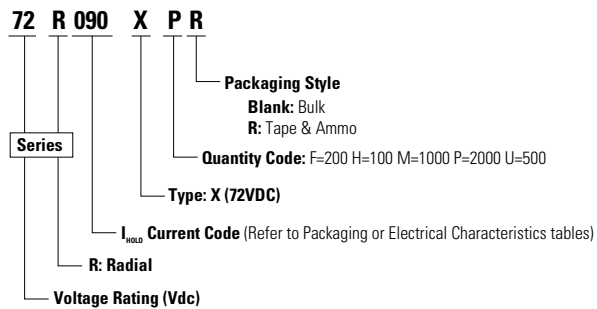 72 R 090 X P R
Packaging Style
Blank: Bulk
R: Tape & Ammo
Series
Quantity Code: F=200 H=100 M=1000 P=2000 U=500
Type: X (72VDC)
IHOLD Current Code (Refer to Packaging or Electrical Characteristics tables)
R: Radial
Voltage Rating (Vdc)